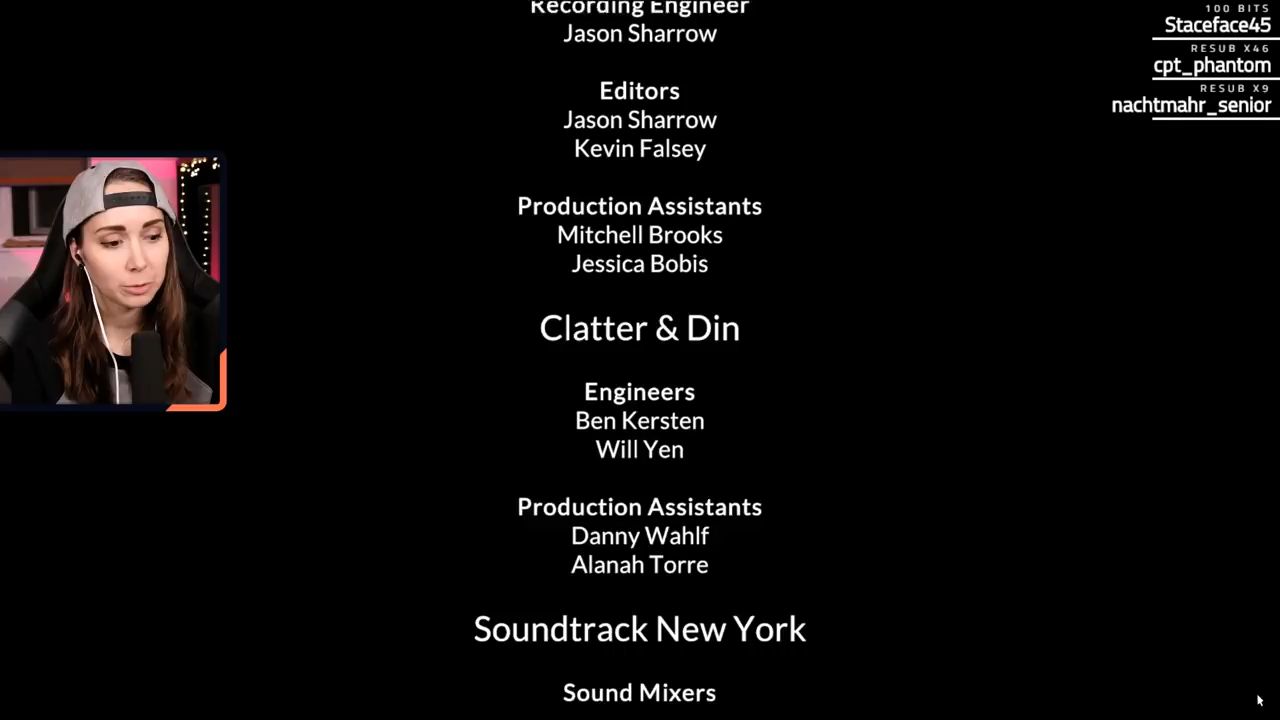 Recording Engineer
Jason Sharrow
Editors
Jason Sharrow
Kevin Falsey
Production Assistants
Mitchell Brooks
Jessica Bobis
Clatter & Din
Engineers
Ben Kersten
Will Yen
Production Assistants
Danny Wahlf
Alanah Torre
Soundtrack New York
Sound Mixers
100 BITS
Staceface45
RESUB X46
cpt_phantom
RESUB X9
nachtmahr_senior